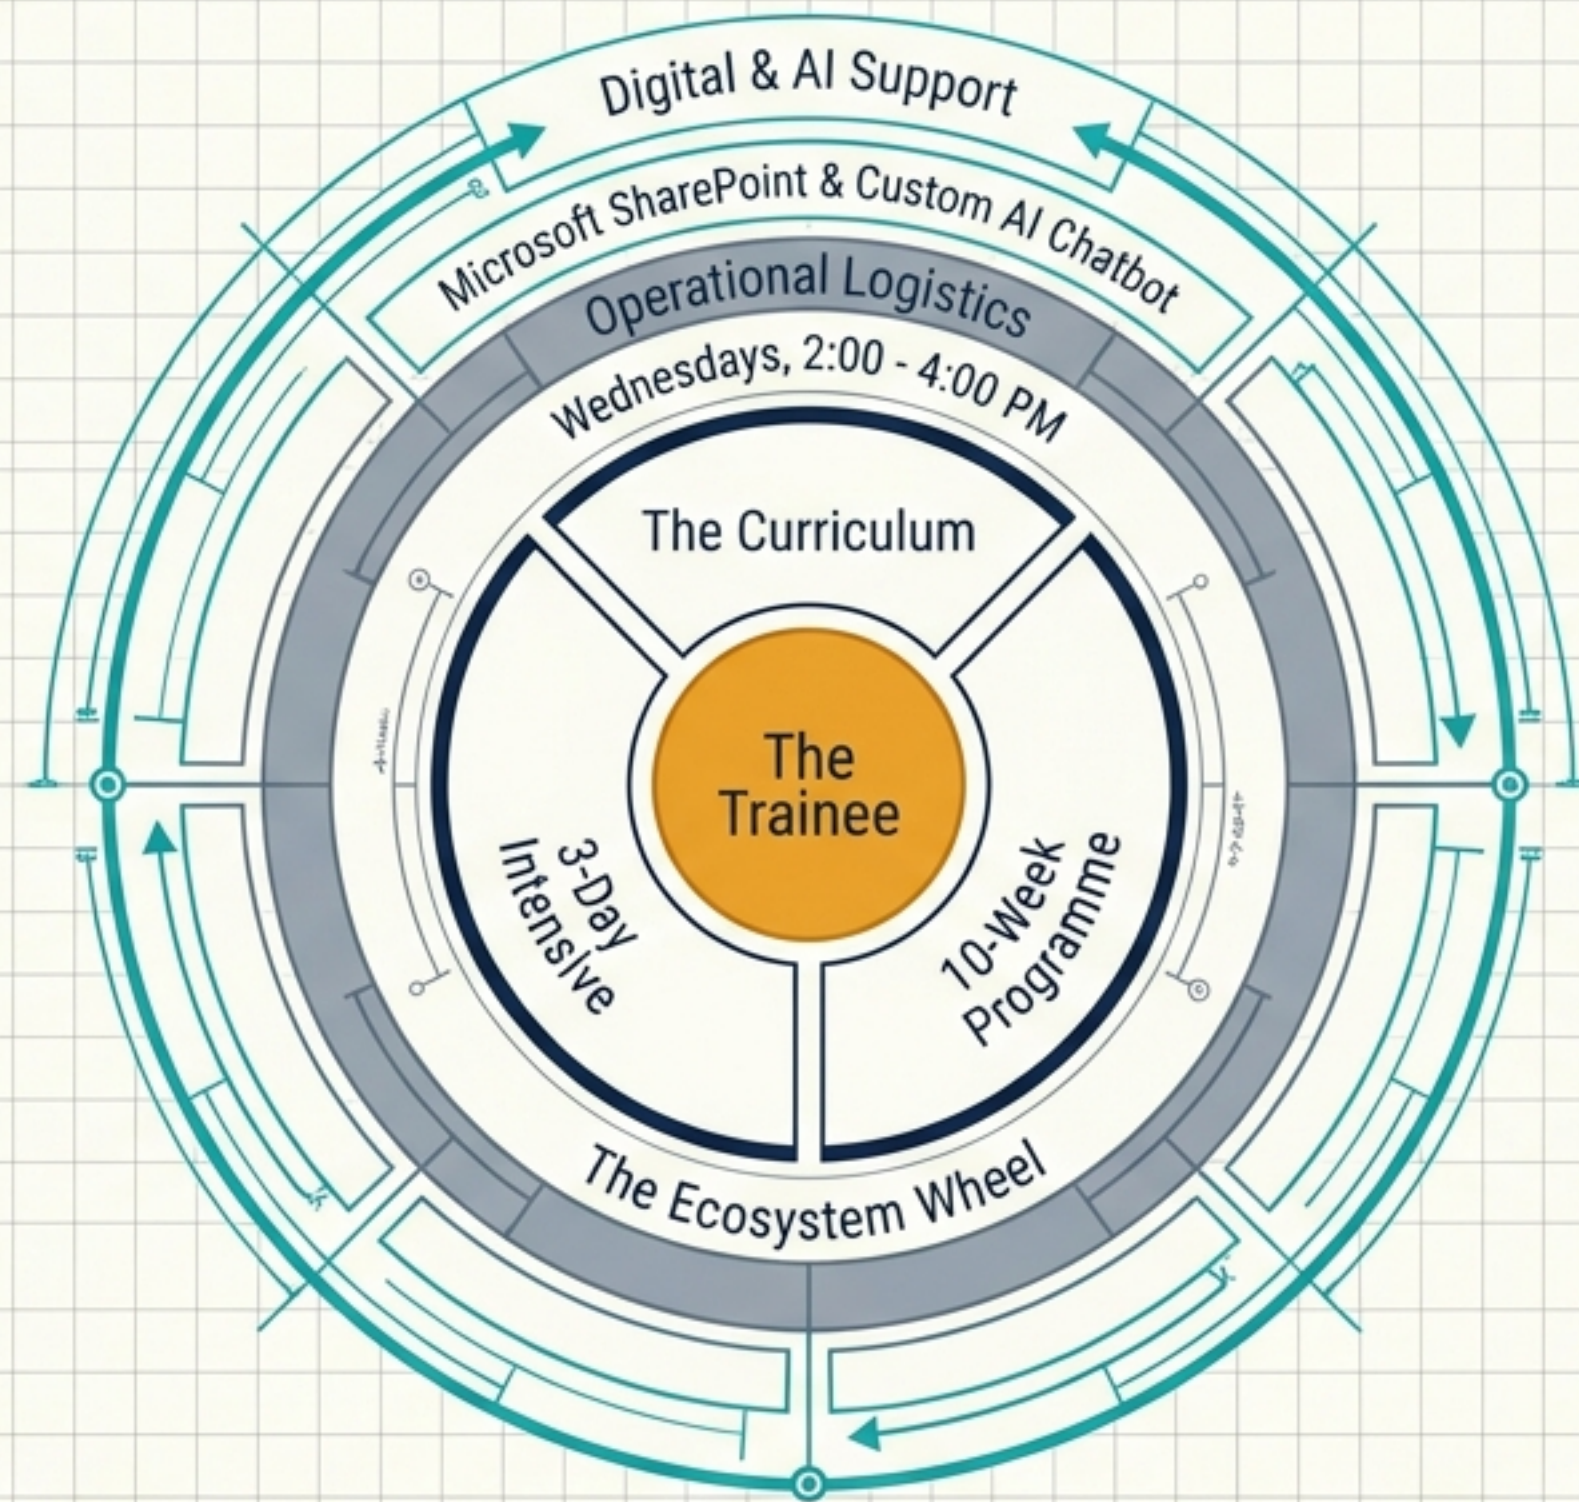 Digital & AI Support
Microsoft SharePoint & Custom AI Chatbot
Operational Logistics
Wednesdays, 2:00 - 4:00 PM
The Curriculum
The
Trainee
3-Day
Intensive
10-Week
Programme
The Ecosystem Wheel